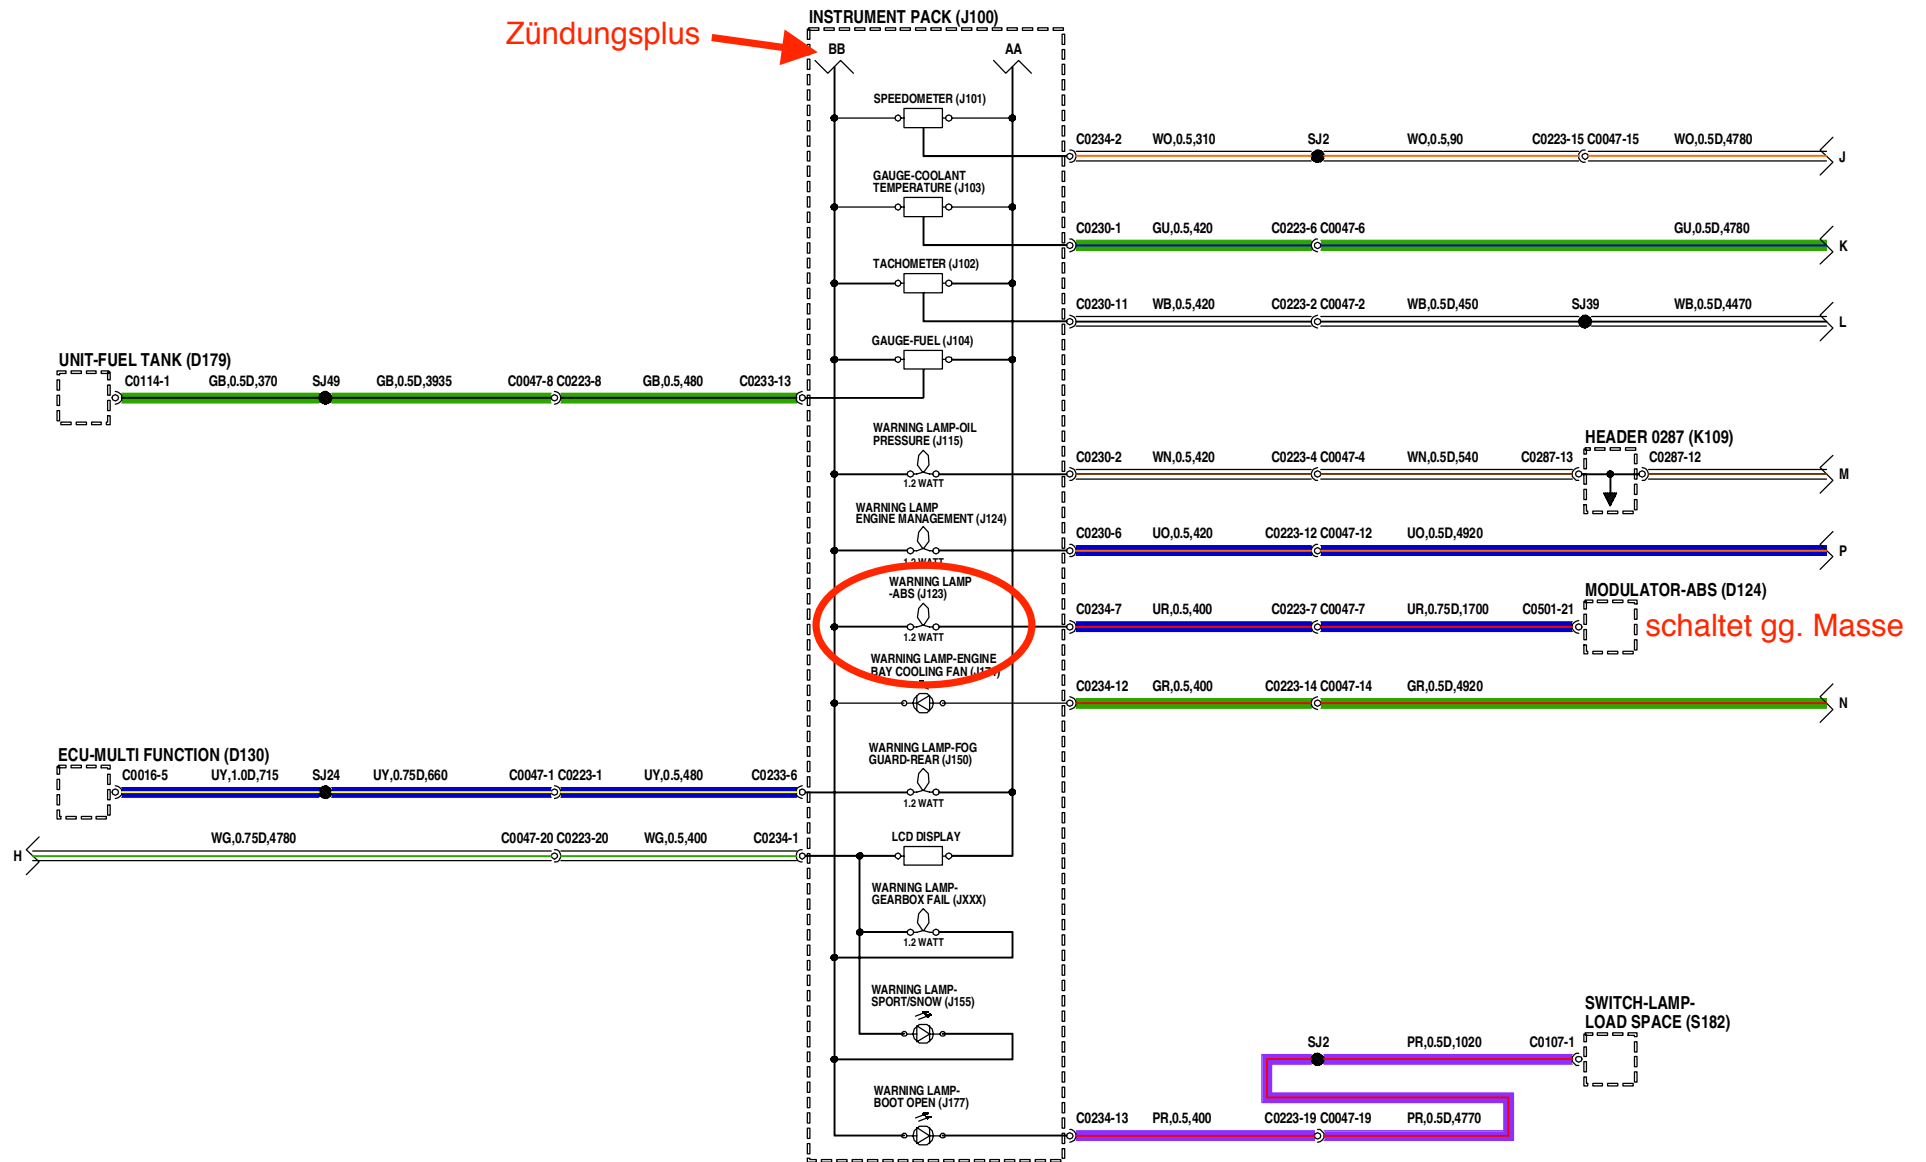 INSTRUMENT PACK (J100)
Zündungsplus
BB
AA
SPEEDOMETER (J101)
C0234-2 WO,0.5,310 SJ2 WO,0.5,90 C0223-15 C0047-15 WO,0.5D,4780
J
GAUGE-COOLANT
TEMPERATURE (J103)
C0230-1 GU,0.5,420 C0223-6 C0047-6 GU,0.5D,4780
K
TACHOMETER (J102)
C0230-11 WB,0.5,420 C0223-2 C0047-2 WB,0.5D,450 SJ39 WB,0.5D,4470
L
GAUGE-FUEL (J104)
UNIT-FUEL TANK (D179)
C0114-1 GB,0.5D,370 SJ49 GB,0.5D,3935 C0047-8 C0223-8 GB,0.5,480 C0233-13
WARNING LAMP-OIL
PRESSURE (J115)
1.2 WATT
HEADER 0287 (K109)
C0230-2 WN,0.5,420 C0223-4 C0047-4 WN,0.5D,540 C0287-13 C0287-12
M
WARNING LAMP
ENGINE MANAGEMENT (J124)
1.2 WATT
C0230-6 UO,0.5,420 C0223-12 C0047-12 UO,0.5D,4920
P
WARNING LAMP
-ABS (J123)
1.2 WATT
MODULATOR-ABS (D124)
C0234-7 UR,0.5,400 C0223-7 C0047-7 UR,0.75D,1700 C0501-21
schaltet gg. Masse
WARNING LAMP-ENGINE
BAY COOLING FAN
C0234-12 GR,0.5,400 C0223-14 C0047-14 GR,0.5D,4920
N
ECU-MULTI FUNCTION (D130)
C0016-5 UY,1.0D,715 SJ24 UY,0.75D,660 C0047-1 C0223-1 UY,0.5,480 C0233-6
WARNING LAMP-FOG
GUARD-REAR (J150)
1.2 WATT
H
WG,0.75D,4780 C0047-20 C0223-20 WG,0.5,400 C0234-1
LCD DISPLAY
WARNING LAMP-
GEARBOX FAIL (JXXX)
1.2 WATT
WARNING LAMP-
SPORT/SNOW (J155)
SWITCH-LAMP-
LOAD SPACE (S182)
SJ2 PR,0.5D,1020 C0107-1
WARNING LAMP-
BOOT OPEN (J177)
C0234-13 PR,0.5,400 C0223-19 C0047-19 PR,0.5D,4770